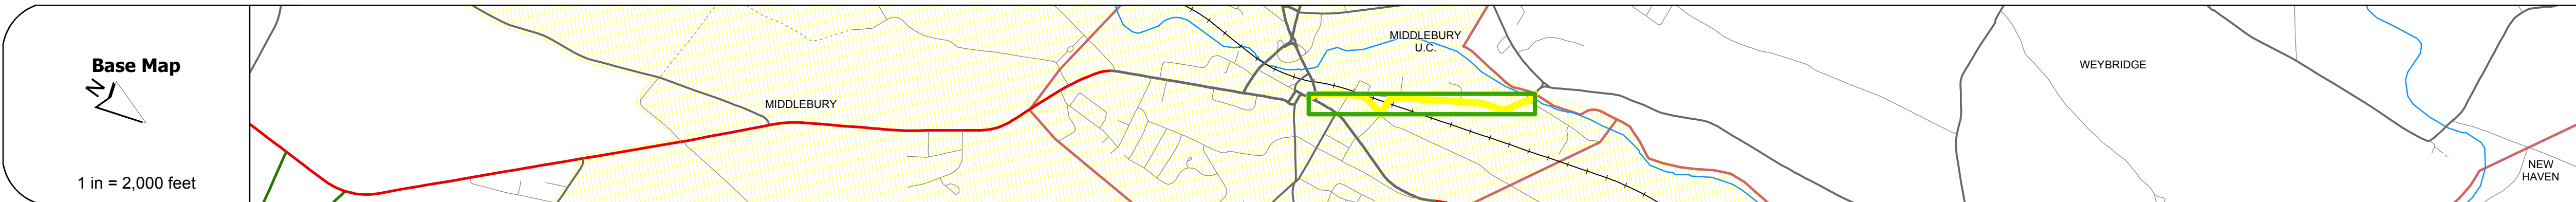 Base Map
N
1 in = 2,000 feet
MIDDLEBURY
MIDDLEBURY
U.C.
WEYBRIDGE
NEW
HAVEN